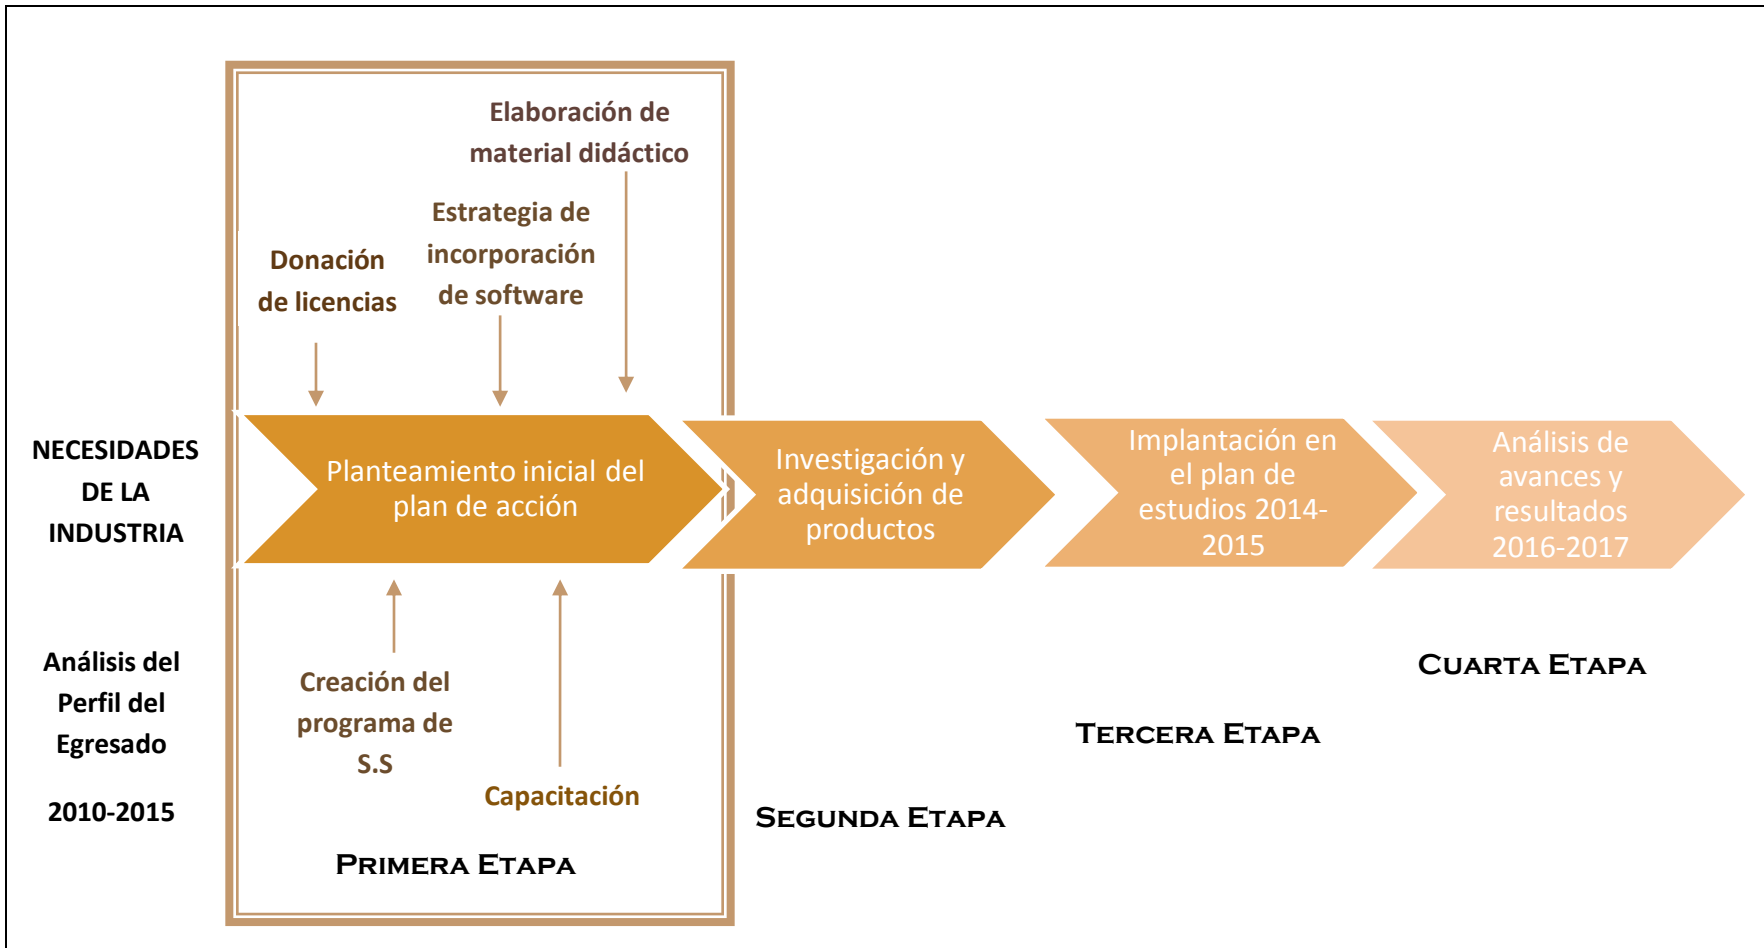 Elaboración de
material didáctico
Estrategia de
incorporación
de software
Donación
de licencias
NECESIDADES
DE LA
INDUSTRIA
Planteamiento inicial del
plan de acción
Investigación y
adquisición de
productos
Implantación en
el plan de
estudios 2014-
2015
Análisis de
avances y
resultados
2016-2017
Análisis del
Perfil del
Egresado
2010-2015
Creación del
programa de
S.S
Capacitación
PRIMERA ETAPA
SEGUNDA ETAPA
TERCERA ETAPA
CUARTA ETAPA